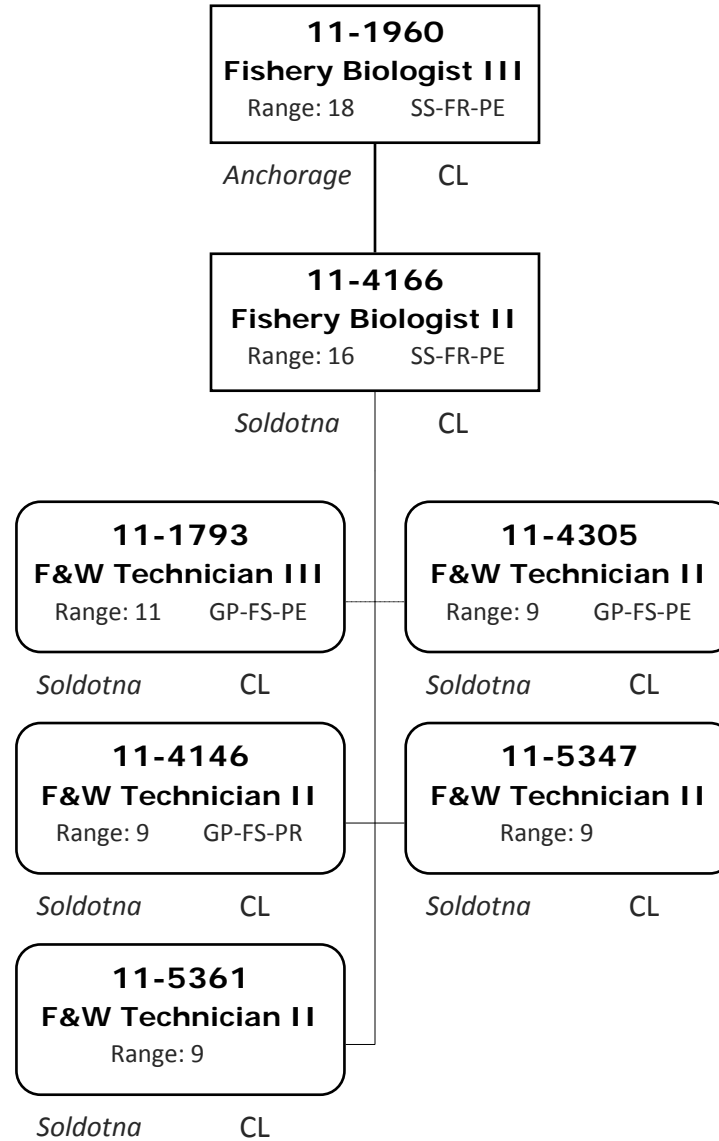 11-1960
Fishery Biologist III
Range: 18 SS-FR-PE
Anchorage CL
11-4166
Fishery Biologist II
Range: 16 SS-FR-PE
Soldotna CL
11-1793
F&W Technician III
Range: 11 GP-FS-PE
Soldotna CL
11-4305
F&W Technician II
Range: 9 GP-FS-PE
Soldotna CL
11-4146
F&W Technician II
Range: 9 GP-FS-PR
Soldotna CL
11-5347
F&W Technician II
Range: 9
Soldotna CL
11-5361
F&W Technician II
Range: 9
Soldotna CL